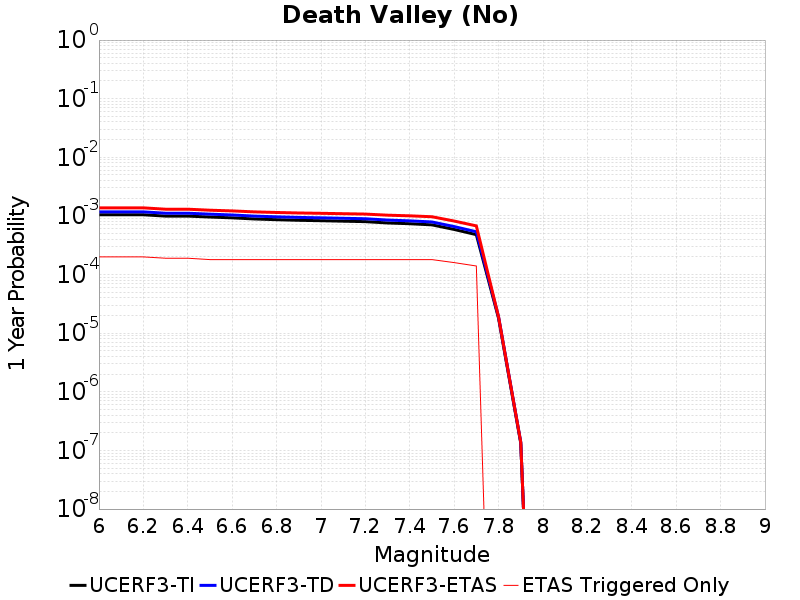 Death Valley (No)
10^0
10^-1
10^-2
10^-3
10^-4
10^-5
10^-6
10^-7
10^-8
1 Year Probability
6 6.2 6.4 6.6 6.8 7 7.2 7.4 7.6 7.8 8 8.2 8.4 8.6 8.8 9
Magnitude
UCERF3-TI UCERF3-TD UCERF3-ETAS ETAS Triggered Only